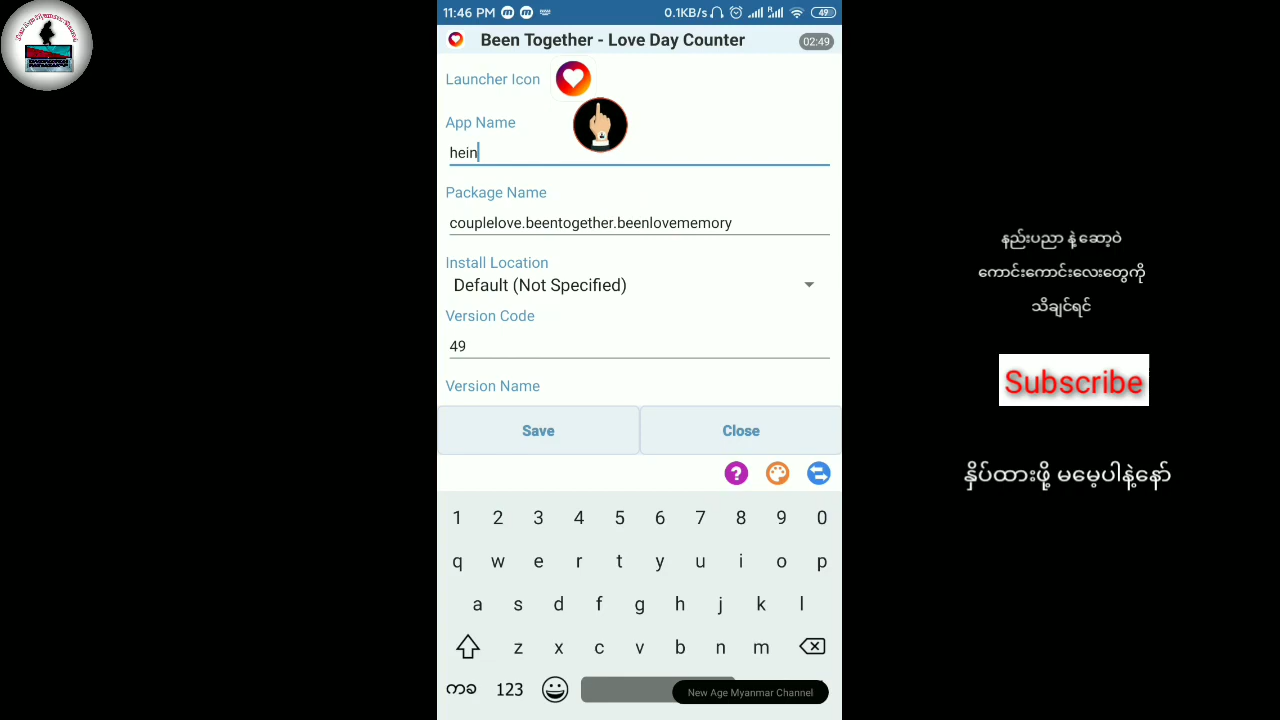 11:46 PM
0.1KB/s
49
Been Together - Love Day Counter
02:49
Launcher Icon
App Name
hein
Package Name
couplelove.beentogether.beenlovememory
Install Location
Default (Not Specified)
Version Code
49
Version Name
Save
Close
?
1 2 3 4 5 6 7 8 9 0
q w e r t y u i o p
a s d f g h j k l
z x c v b n m
ကခ 123
New Age Myanmar Channel
နည်းပညာ နဲ့ ဆော့ဝဲ
ကောင်းကောင်းလေးတွေကို
သိချင်ရင်
Subscribe
နှိပ်ထားဖို့ မမေ့ပါနဲ့နော်